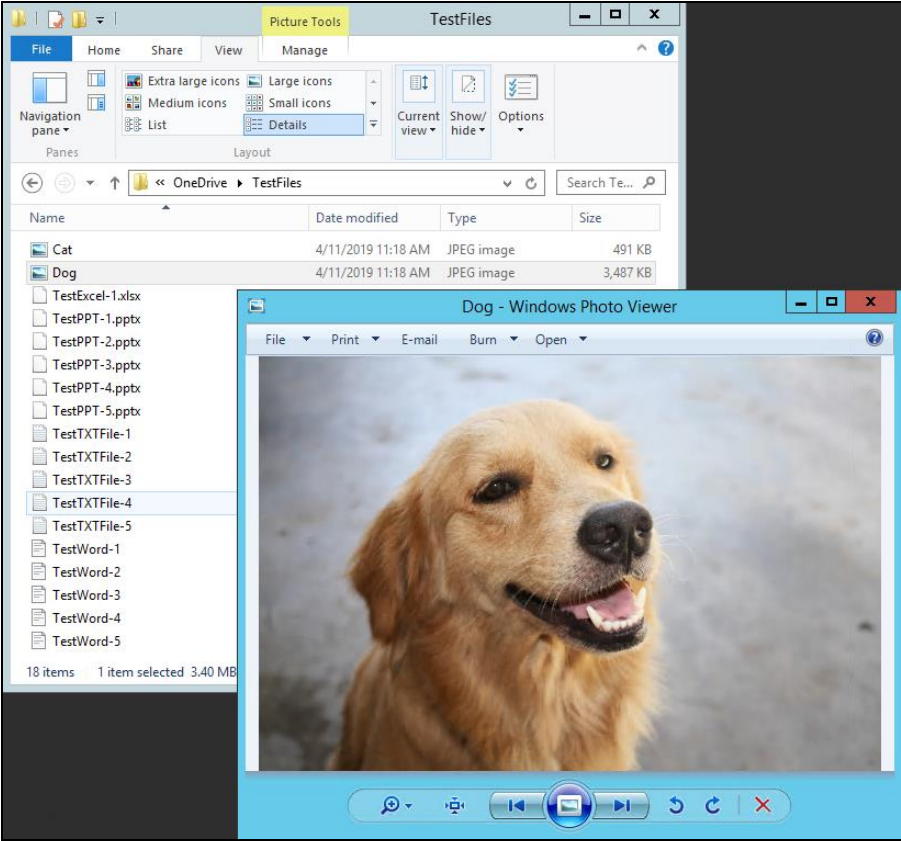 Picture Tools TestFiles
File Home Share View Manage
Navigation pane
Extra large icons Large icons
Medium icons Small icons
List Details
Current view Show/ hide Options
Panes Layout
« OneDrive TestFiles Search Te...
Name Date modified Type Size
Cat 4/11/2019 11:18 AM JPEG image 491 KB
Dog 4/11/2019 11:18 AM JPEG image 3,487 KB
TestExcel-1.xlsx
TestPPT-1.pptx
TestPPT-2.pptx
TestPPT-3.pptx
TestPPT-4.pptx
TestPPT-5.pptx
TestTXTFile-1
TestTXTFile-2
TestTXTFile-3
TestTXTFile-4
TestTXTFile-5
TestWord-1
TestWord-2
TestWord-3
TestWord-4
TestWord-5
18 items 1 item selected 3.40 MB
Dog - Windows Photo Viewer
File Print E-mail Burn Open